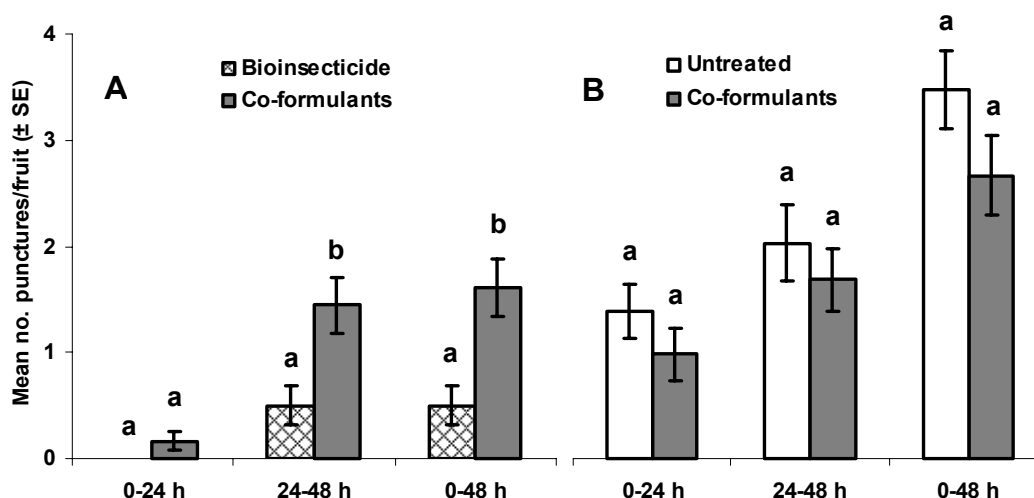 Mean no. punctures/fruit (± SE)
4
3
2
1
0
A
Bioinsecticide
Co-formulants
a
a
a
b
a
b
0-24 h
24-48 h
0-48 h
B
Untreated
Co-formulants
a
a
a
a
a
a
0-24 h
24-48 h
0-48 h